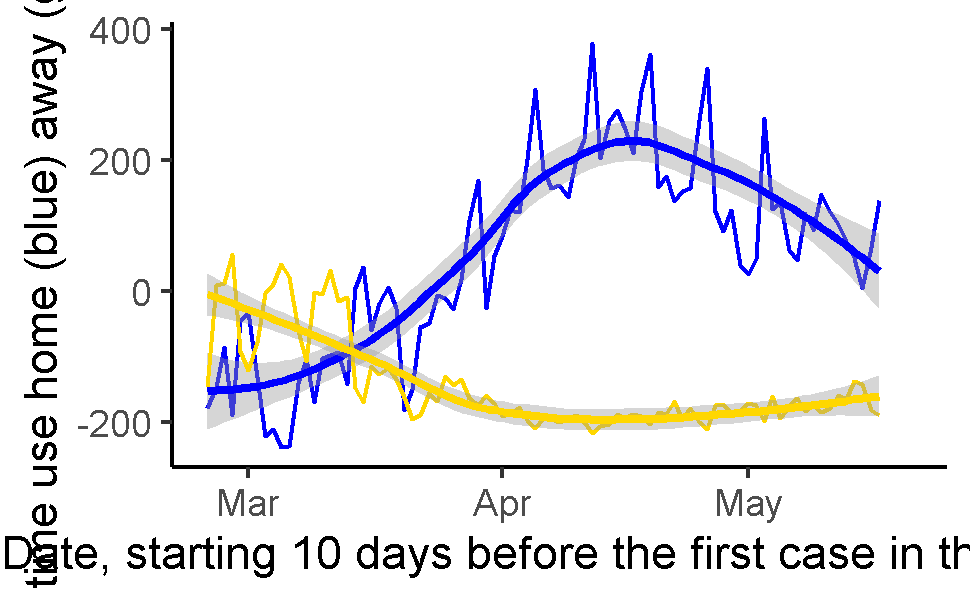 time use home (blue) away (
400
200
0
-200
Mar Apr May
Date, starting 10 days before the first case in th